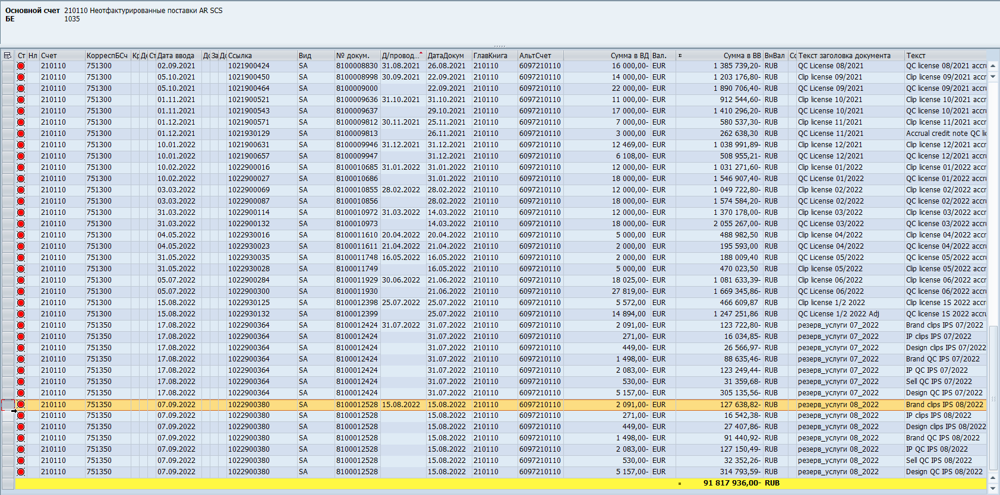 Основной счет 210110 Неотфактурированные поставки AR SCS
БЕ 1035
Ст Нл Счет КорреспБСч Кр Де Ст Дата ввода До За До Ссылка Вид № докум. Д/провод... ДатаДокум ГлавКнига АльтСчет Сумма в ВД Вал. Σ Сумма в ВВ ВнВал Сс Текст заголовка документа Текст
210110 751300 02.09.2021 1021900424 SA 8100008830 31.08.2021 26.08.2021 210110 6097210110 16 000,00- EUR 1 385 739,20- RUB QC License 08/2021 QC license 08/2021 accr
210110 751300 05.10.2021 1021900450 SA 8100008998 30.09.2021 22.09.2021 210110 6097210110 14 000,00- EUR 1 203 176,80- RUB Clip license 09/2021 Clip license 09/2021 accr
210110 751300 05.10.2021 1021900464 SA 8100009000 22.09.2021 210110 6097210110 22 000,00- EUR 1 890 706,40- RUB QC License 09/2021 QC license 09/2021 accr
210110 751300 01.11.2021 1021900521 SA 8100009636 31.10.2021 31.10.2021 210110 6097210110 11 000,00- EUR 912 544,60- RUB Clip license 10/2021 Clip license 10/2021 accr
210110 751300 01.11.2021 1021900543 SA 8100009637 29.10.2021 210110 6097210110 17 000,00- EUR 1 410 296,20- RUB QC License 10/2021 QC license 10/2021 accr
210110 751300 01.12.2021 1021900571 SA 8100009812 30.11.2021 25.11.2021 210110 6097210110 7 000,00- EUR 580 537,30- RUB Clip license 11/2021 Clip license 11/2021 accr
210110 751300 01.12.2021 1021930129 SA 8100009813 26.11.2021 210110 6097210110 3 000,00 EUR 262 638,30 RUB QC License 11/2021 Accrual credit note QC lic
210110 751300 10.01.2022 1021900631 SA 8100009946 31.12.2021 31.12.2021 210110 6097210110 12 469,00- EUR 1 038 991,89- RUB Clip license 12/2021 Clip license 12/2021 accr
210110 751300 10.01.2022 1021900657 SA 8100009947 31.12.2021 210110 6097210110 6 108,00- EUR 508 955,21- RUB QC License 12/2021 QC license 12/2021 accr
210110 751300 10.02.2022 1022900016 SA 8100010685 31.01.2022 31.01.2022 210110 6097210110 12 000,00- EUR 1 031 271,60- RUB Clip license 01/2022 Clip license 01/2022 accr
210110 751300 10.02.2022 1022900027 SA 8100010686 31.01.2022 210110 6097210110 18 000,00- EUR 1 546 907,40- RUB QC License 01/2022 QC license 01/2022 accr
210110 751300 03.03.2022 1022900069 SA 8100010855 28.02.2022 28.02.2022 210110 6097210110 12 000,00- EUR 1 049 722,80- RUB Clip license 02/2022 Clip license 02/2022 accr
210110 751300 03.03.2022 1022900087 SA 8100010856 28.02.2022 210110 6097210110 18 000,00- EUR 1 574 584,20- RUB QC License 02/2022 QC license 02/2022 accr
210110 751300 31.03.2022 1022900114 SA 8100010972 31.03.2022 14.03.2022 210110 6097210110 12 000,00- EUR 1 370 178,00- RUB Clip license 03/2022 Clip license 03/2022 accr
210110 751300 31.03.2022 1022900132 SA 8100010973 14.03.2022 210110 6097210110 18 000,00- EUR 2 055 267,00- RUB QC License 03/2022 QC license 03/2022 accr
210110 751300 04.05.2022 1022930016 SA 8100011610 20.04.2022 20.04.2022 210110 6097210110 5 000,00 EUR 488 982,50 RUB Clip license 04/2022 Clip license 04/2022 accr
210110 751300 04.05.2022 1022930023 SA 8100011611 21.04.2022 21.04.2022 210110 6097210110 2 000,00 EUR 195 593,00 RUB QC License 04/2022 QC license 04/2022 accr
210110 751300 31.05.2022 1022930035 SA 8100011748 16.05.2022 16.05.2022 210110 6097210110 2 000,00 EUR 188 009,40 RUB QC License 05/2022 QC license 05/2022 accr
210110 751300 31.05.2022 1022930028 SA 8100011749 16.05.2022 210110 6097210110 5 000,00 EUR 470 023,50 RUB Clip license 05/2022 Clip license 05/2022 accr
210110 751300 05.07.2022 1022900284 SA 8100011929 30.06.2022 21.06.2022 210110 6097210110 18 025,00- EUR 1 081 633,39- RUB Clip license 06/2022 Clip license 06/2022 accr
210110 751300 05.07.2022 1022900300 SA 8100011930 21.06.2022 210110 6097210110 27 819,00- EUR 1 669 345,86- RUB QC License 06/2022 QC license 06/2022 accr
210110 751300 15.08.2022 1022930125 SA 8100012398 25.07.2022 25.07.2022 210110 6097210110 5 572,00 EUR 466 609,87 RUB Clip license 1/2 2022 Clip license 1S 2022 accr
210110 751300 15.08.2022 1022930132 SA 8100012399 25.07.2022 210110 6097210110 14 894,00 EUR 1 247 251,86 RUB QC License 1/2 2022 Adj QC license 1S 2022 accr
210110 751350 17.08.2022 1022900364 SA 8100012424 31.07.2022 31.07.2022 210110 6097210110 2 091,00- EUR 123 722,80- RUB резерв_услуги 07_2022 Brand clips IPS 07/2022
210110 751350 17.08.2022 1022900364 SA 8100012424 31.07.2022 210110 6097210110 271,00- EUR 16 034,85- RUB резерв_услуги 07_2022 IP clips IPS 07/2022
210110 751350 17.08.2022 1022900364 SA 8100012424 31.07.2022 210110 6097210110 449,00- EUR 26 566,97- RUB резерв_услуги 07_2022 Design clips IPS 07/2022
210110 751350 17.08.2022 1022900364 SA 8100012424 31.07.2022 210110 6097210110 1 498,00- EUR 88 635,46- RUB резерв_услуги 07_2022 Brand QC IPS 07/2022
210110 751350 17.08.2022 1022900364 SA 8100012424 31.07.2022 210110 6097210110 2 083,00- EUR 123 249,44- RUB резерв_услуги 07_2022 IP QC IPS 07/2022
210110 751350 17.08.2022 1022900364 SA 8100012424 31.07.2022 210110 6097210110 530,00- EUR 31 359,68- RUB резерв_услуги 07_2022 Sell QC IPS 07/2022
210110 751350 17.08.2022 1022900364 SA 8100012424 31.07.2022 210110 6097210110 5 157,00- EUR 305 135,56- RUB резерв_услуги 07_2022 Design QC IPS 07/2022
210110 751350 07.09.2022 1022900380 SA 8100012528 15.08.2022 15.08.2022 210110 6097210110 2 091,00- EUR 127 638,82- RUB резерв_услуги 08_2022 Brand clips IPS 08/2022
210110 751350 07.09.2022 1022900380 SA 8100012528 15.08.2022 210110 6097210110 271,00- EUR 16 542,38- RUB резерв_услуги 08_2022 IP clips IPS 08/2022
210110 751350 07.09.2022 1022900380 SA 8100012528 15.08.2022 210110 6097210110 449,00- EUR 27 407,86- RUB резерв_услуги 08_2022 Design clips IPS 08/2022
210110 751350 07.09.2022 1022900380 SA 8100012528 15.08.2022 210110 6097210110 1 498,00- EUR 91 440,92- RUB резерв_услуги 08_2022 Brand QC IPS 08/2022
210110 751350 07.09.2022 1022900380 SA 8100012528 15.08.2022 210110 6097210110 2 083,00- EUR 127 150,49- RUB резерв_услуги 08_2022 IP QC IPS 08/2022
210110 751350 07.09.2022 1022900380 SA 8100012528 15.08.2022 210110 6097210110 530,00- EUR 32 352,26- RUB резерв_услуги 08_2022 Sell QC IPS 08/2022
210110 751350 07.09.2022 1022900380 SA 8100012528 15.08.2022 210110 6097210110 5 157,00- EUR 314 793,59- RUB резерв_услуги 08_2022 Design QC IPS 08/2022
91 817 936,00- RUB